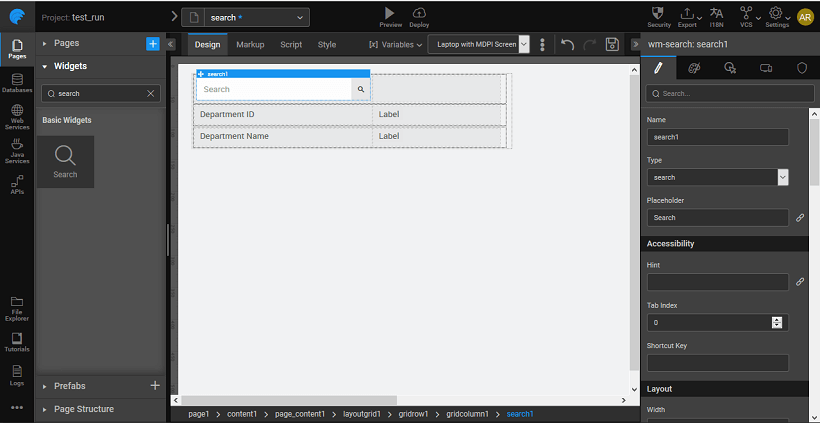 Project: test_run
search *
Preview
Deploy
Security
Export
I18N
VCS
Settings
AR
Pages
Databases
Web
Services
Java
Services
APIs
File
Explorer
Tutorials
Logs
Pages
Widgets
search
Basic Widgets
Search
Prefabs
Page Structure
Design
Markup
Script
Style
[x] Variables
Laptop with MDPI Screen
search1
Search
Department ID
Label
Department Name
Label
page1 > content1 > page_content1 > layoutgrid1 > gridrow1 > gridcolumn1 > search1
wm-search: search1
Search...
Name
search1
Type
search
Placeholder
Search
Accessibility
Hint
Tab Index
0
Shortcut Key
Layout
Width